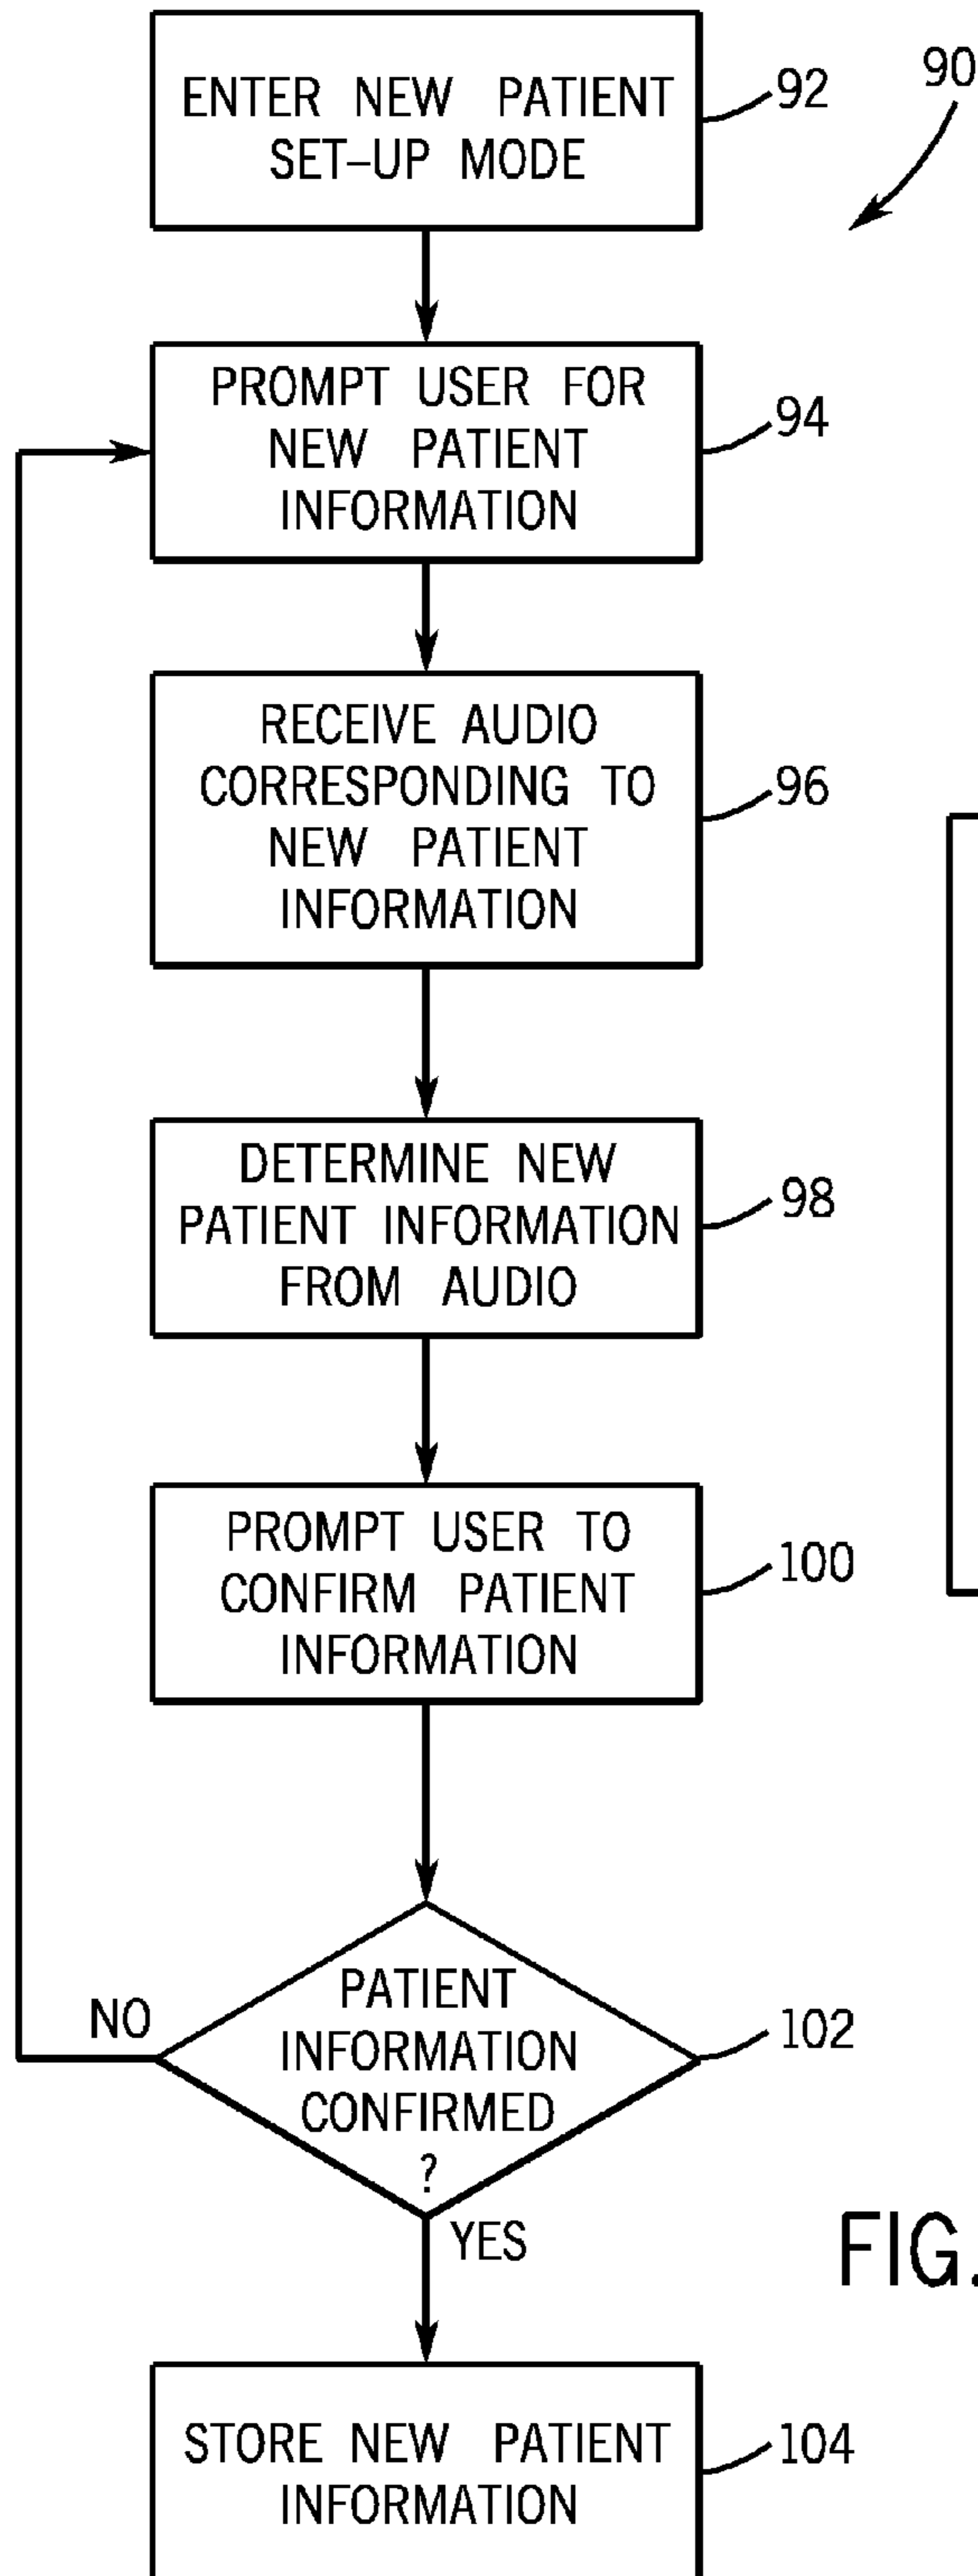 90
ENTER NEW PATIENT
SET-UP MODE
92
PROMPT USER FOR
NEW PATIENT
INFORMATION
94
RECEIVE AUDIO
CORRESPONDING TO
NEW PATIENT
INFORMATION
96
DETERMINE NEW
PATIENT INFORMATION
FROM AUDIO
98
PROMPT USER TO
CONFIRM PATIENT
INFORMATION
100
PATIENT
INFORMATION
CONFIRMED
?
102
NO
YES
FIG.
STORE NEW PATIENT
INFORMATION
104